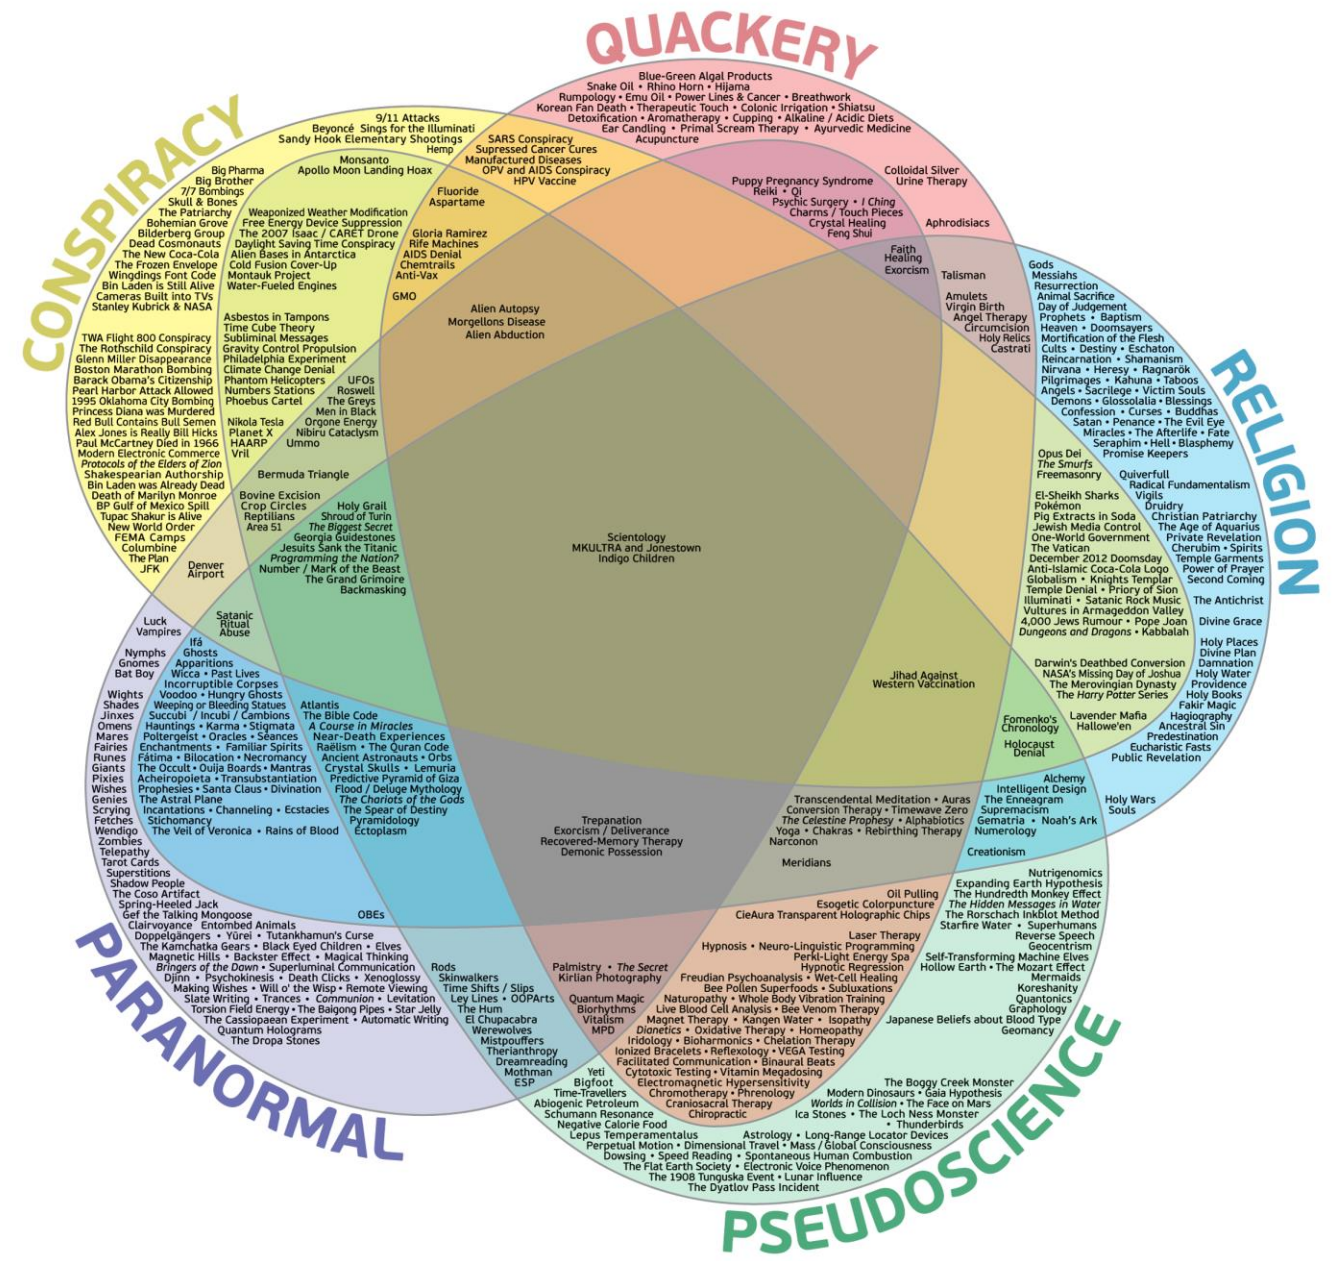 QUACKERY
Blue-Green Algal Products
Snake Oil • Rhino Horn • Hijama
Rumpology • Emu Oil • Power Lines & Cancer • Breathwork
Korean Fan Death • Therapeutic Touch • Colonic Irrigation • Shiatsu
Detoxification • Aromatherapy • Cupping • Alkaline / Acidic Diets
Ear Candling • Primal Scream Therapy • Ayurvedic Medicine
Acupuncture
Colloidal Silver
Urine Therapy
Aphrodisiacs
Puppy Pregnancy Syndrome
Reiki • Qi
Psychic Surgery • I Ching
Charms / Touch Pieces
Crystal Healing
Feng Shui
Faith
Healing
Exorcism
Talisman
Amulets
Virgin Birth
Angel Therapy
Circumcision
Holy Relics
Castrati
CONSPIRACY
9/11 Attacks
Beyoncé Sings for the Illuminati
Sandy Hook Elementary Shootings
Hemp
Big Pharma
Big Brother
7/7 Bombings
Skull & Bones
The Patriarchy
Bohemian Grove
Bilderberg Group
Dead Cosmonauts
The New Coca-Cola
The Frozen Envelope
Wingdings Font Code
Bin Laden is Still Alive
Cameras Built into TVs
Stanley Kubrick & NASA
TWA Flight 800 Conspiracy
The Rothschild Conspiracy
Glenn Miller Disappearance
Boston Marathon Bombing
Barack Obama's Citizenship
Pearl Harbor Attack Allowed
1995 Oklahoma City Bombing
Princess Diana was Murdered
Red Bull Contains Bull Semen
Alex Jones is Really Bill Hicks
Paul McCartney Died in 1966
Modern Electronic Commerce
Protocols of the Elders of Zion
Shakespearian Authorship
Bin Laden was Already Dead
Death of Marilyn Monroe
BP Gulf of Mexico Spill
Tupac Shakur is Alive
New World Order
FEMA Camps
Columbine
The Plan
JFK
SARS Conspiracy
Supressed Cancer Cures
Manufactured Diseases
OPV and AIDS Conspiracy
HPV Vaccine
Monsanto
Apollo Moon Landing Hoax
Weaponized Weather Modification
Free Energy Device Suppression
The 2007 Isaac / CARET Drone
Daylight Saving Time Conspiracy
Alien Bases in Antarctica
Cold Fusion Cover-Up
Montauk Project
Water-Fueled Engines
Asbestos in Tampons
Time Cube Theory
Subliminal Messages
Gravity Control Propulsion
Philadelphia Experiment
Climate Change Denial
Phantom Helicopters
Numbers Stations
Phoebus Cartel
Nikola Tesla
Planet X
HAARP
Vril
Fluoride
Aspartame
Gloria Ramirez
Rife Machines
AIDS Denial
Chemtrails
Anti-Vax
GMO
Alien Autopsy
Morgellons Disease
Alien Abduction
UFOs
Roswell
The Greys
Men in Black
Orgone Energy
Nibiru Cataclysm
Ummo
Bermuda Triangle
Bovine Excision
Crop Circles
Reptilians
Area 51
Denver
Airport
Satanic
Ritual
Abuse
Holy Grail
Shroud of Turin
The Biggest Secret
Georgia Guidestones
Jesuits Sank the Titanic
Programming the Nation?
Number / Mark of the Beast
The Grand Grimoire
Backmasking
Scientology
MKULTRA and Jonestown
Indigo Children
Jihad Against
Western Vaccination
RELIGION
Gods
Messiahs
Resurrection
Animal Sacrifice
Day of Judgement
Prophets • Baptism
Heaven • Doomsayers
Mortification of the Flesh
Cults • Destiny • Eschaton
Reincarnation • Shamanism
Nirvana • Heresy • Ragnarök
Pilgrimages • Kahuna • Taboos
Angels • Sacrilege • Victim Souls
Demons • Glossolalia • Blessings
Confession • Curses • Buddhas
Satan • Penance • The Evil Eye
Miracles • The Afterlife • Fate
Seraphim • Hell • Blasphemy
Promise Keepers
Quiverfull
Radical Fundamentalism
Vigils
Druidry
Christian Patriarchy
The Age of Aquarius
Private Revelation
Cherubim • Spirits
Temple Garments
Power of Prayer
Second Coming
The Antichrist
Divine Grace
Holy Places
Divine Plan
Damnation
Holy Water
Providence
Holy Books
Fakir Magic
Hagiography
Ancestral Sin
Predestination
Eucharistic Fasts
Public Revelation
Holy Wars
Souls
Opus Dei
The Smurfs
Freemasonry
El-Sheikh Sharks
Pokémon
Pig Extracts in Soda
Jewish Media Control
One-World Government
The Vatican
December 2012 Doomsday
Anti-Islamic Coca-Cola Logo
Globalism • Knights Templar
Temple Denial • Priory of Sion
Illuminati • Satanic Rock Music
Vultures in Armageddon Valley
4,000 Jews Rumour • Pope Joan
Dungeons and Dragons • Kabbalah
Darwin's Deathbed Conversion
NASA's Missing Day of Joshua
The Merovingian Dynasty
The Harry Potter Series
Lavender Mafia
Hallowe'en
Fomenko's
Chronology
Holocaust
Denial
Alchemy
Intelligent Design
The Enneagram
Supremacism
Gematria • Noah's Ark
Numerology
Creationism
Transcendental Meditation • Auras
Conversion Therapy • Timewave Zero
The Celestine Prophesy • Alphabiotics
Yoga • Chakras • Rebirthing Therapy
Narconon
Meridians
Trepanation
Exorcism / Deliverance
Recovered-Memory Therapy
Demonic Possession
PARANORMAL
Luck
Vampires
Nymphs
Gnomes
Bat Boy
Wights
Shades
Jinxes
Omens
Mares
Fairies
Runes
Giants
Pixies
Wishes
Genies
Scrying
Fetches
Wendigo
Zombies
Telepathy
Tarot Cards
Superstitions
Shadow People
The Coso Artifact
Spring-Heeled Jack
Gef the Talking Mongoose
Clairvoyance Entombed Animals
Doppelgängers • Yūrei • Tutankhamun's Curse
The Kamchatka Gears • Black Eyed Children • Elves
Magnetic Hills • Backster Effect • Magical Thinking
Bringers of the Dawn • Superluminal Communication
Djinn • Psychokinesis • Death Clicks • Xenoglossy
Making Wishes • Will o' the Wisp • Remote Viewing
Slate Writing • Trances • Communion • Levitation
Torsion Field Energy • The Baigong Pipes • Star Jelly
The Cassiopaean Experiment • Automatic Writing
Quantum Holograms
The Dropa Stones
Ifá
Ghosts
Apparitions
Wicca • Past Lives
Incorruptible Corpses
Voodoo • Hungry Ghosts
Weeping or Bleeding Statues
Succubi / Incubi / Cambions
Hauntings • Karma • Stigmata
Poltergeist • Oracles • Séances
Enchantments • Familiar Spirits
Fátima • Bilocation • Necromancy
The Occult • Ouija Boards • Mantras
Acheiropoieta • Transubstantiation
Prophesies • Santa Claus • Divination
The Astral Plane
Incantations • Channeling • Ecstacies
Stichomancy
The Veil of Veronica • Rains of Blood
OBEs
Atlantis
The Bible Code
A Course in Miracles
Near-Death Experiences
Raëlism • The Quran Code
Ancient Astronauts • Orbs
Crystal Skulls • Lemuria
Predictive Pyramid of Giza
Flood / Deluge Mythology
The Chariots of the Gods
The Spear of Destiny
Pyramidology
Ectoplasm
Rods
Skinwalkers
Time Shifts / Slips
Ley Lines • OOPArts
The Hum
El Chupacabra
Werewolves
Mistpouffers
Therianthropy
Dreamreading
Mothman
ESP
Palmistry • The Secret
Kirlian Photography
Quantum Magic
Biorhythms
Vitalism
MPD
Oil Pulling
Esogetic Colorpuncture
CieAura Transparent Holographic Chips
Laser Therapy
Hypnosis • Neuro-Linguistic Programming
Perkl-Light Energy Spa
Hypnotic Regression
Freudian Psychoanalysis • Wet-Cell Healing
Bee Pollen Superfoods • Subluxations
Naturopathy • Whole Body Vibration Training
Live Blood Cell Analysis • Bee Venom Therapy
Magnet Therapy • Kangen Water • Isopathy
Dianetics • Oxidative Therapy • Homeopathy
Iridology • Bioharmonics • Chelation Therapy
Ionized Bracelets • Reflexology • VEGA Testing
Facilitated Communication • Binaural Beats
Cytotoxic Testing • Vitamin Megadosing
Electromagnetic Hypersensitivity
Chromotherapy • Phrenology
Craniosacral Therapy
Chiropractic
PSEUDOSCIENCE
Nutrigenomics
Expanding Earth Hypothesis
The Hundredth Monkey Effect
The Hidden Messages in Water
The Rorschach Inkblot Method
Starfire Water • Superhumans
Reverse Speech
Geocentrism
Self-Transforming Machine Elves
Hollow Earth • The Mozart Effect
Mermaids
Koreshanity
Quantonics
Graphology
Japanese Beliefs about Blood Type
Geomancy
Yeti
Bigfoot
Time-Travellers
Abiogenic Petroleum
Schumann Resonance
Negative Calorie Food
Lepus Temperamentalus
The Boggy Creek Monster
Modern Dinosaurs • Gaia Hypothesis
Worlds in Collision • The Face on Mars
Ica Stones • The Loch Ness Monster
• Thunderbirds
Astrology • Long-Range Locator Devices
Perpetual Motion • Dimensional Travel • Mass / Global Consciousness
Dowsing • Speed Reading • Spontaneous Human Combustion
The Flat Earth Society • Electronic Voice Phenomenon
The 1908 Tunguska Event • Lunar Influence
The Dyatlov Pass Incident